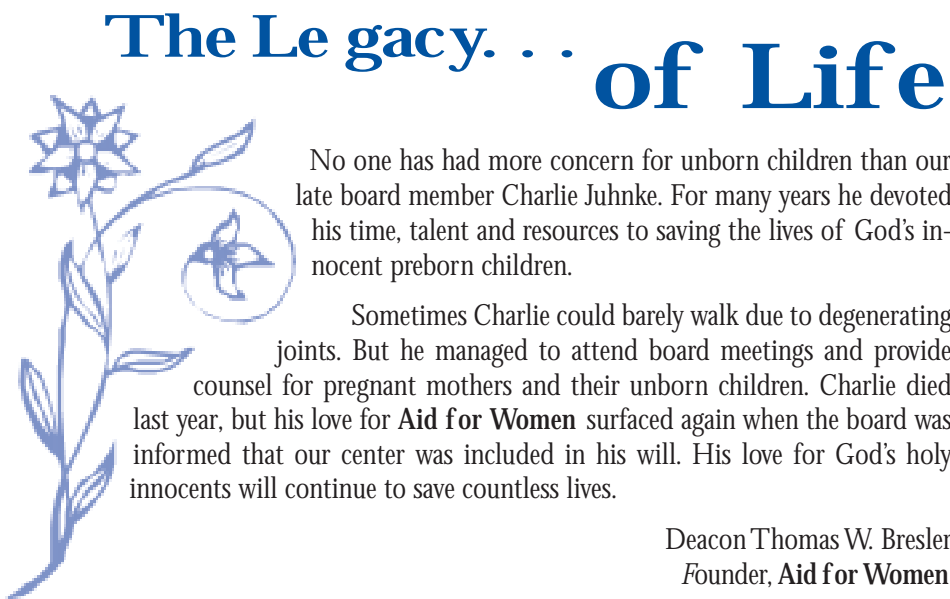 The Legacy. . .
of Life
No one has had more concern for unborn children than our
late board member Charlie Juhnke. For many years he devoted
his time, talent and resources to saving the lives of God's in-
nocent preborn children.
Sometimes Charlie could barely walk due to degenerating
joints. But he managed to attend board meetings and provide
counsel for pregnant mothers and their unborn children. Charlie died
last year, but his love for Aid for Women surfaced again when the board was
informed that our center was included in his will. His love for God's holy
innocents will continue to save countless lives.
Deacon Thomas W. Bresler
Founder, Aid for Women